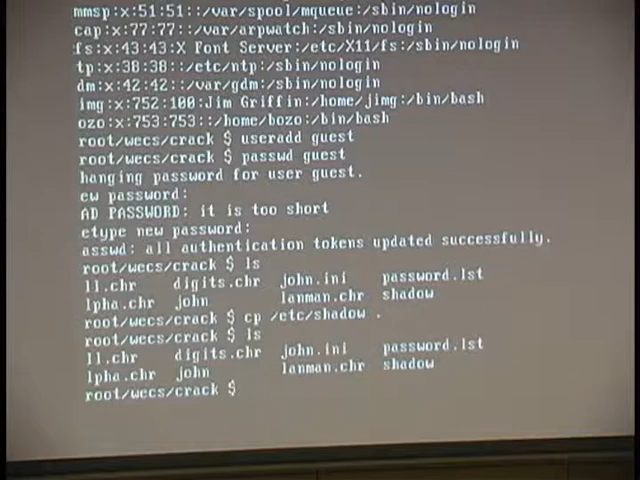 mmsp:x:51:51::/var/spool/mqueue:/sbin/nologin
cap:x:77:77::/var/arpwatch:/sbin/nologin
fs:x:43:43:X Font Server:/etc/X11/fs:/sbin/nologin
tp:x:38:38::/etc/ntp:/sbin/nologin
dm:x:42:42::/var/gdm:/sbin/nologin
img:x:752:100:Jim Griffin:/home/jimg:/bin/bash
ozo:x:753:753::/home/bozo:/bin/bash
root/wecs/crack $ useradd guest
root/wecs/crack $ passwd guest
hanging password for user guest.
ew password:
AD PASSWORD: it is too short
etype new password:
asswd: all authentication tokens updated successfully.
root/wecs/crack $ ls
ll.chr digits.chr john.ini password.lst
lpha.chr john lanman.chr shadow
root/wecs/crack $ cp /etc/shadow .
root/wecs/crack $ ls
ll.chr digits.chr john.ini password.lst
lpha.chr john lanman.chr shadow
root/wecs/crack $